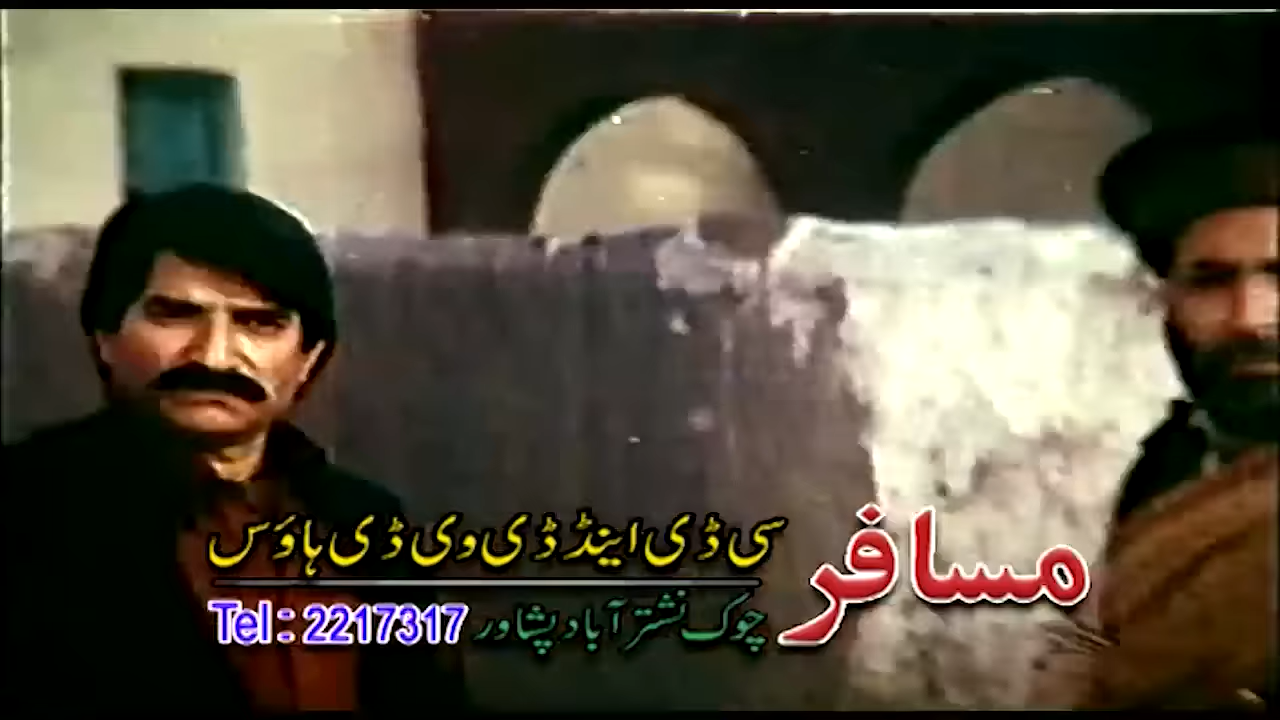 مسافر
سی ڈی اینڈ ڈی وی ڈی ہاؤس
چوک نشتر آباد پشاور Tel : 2217317